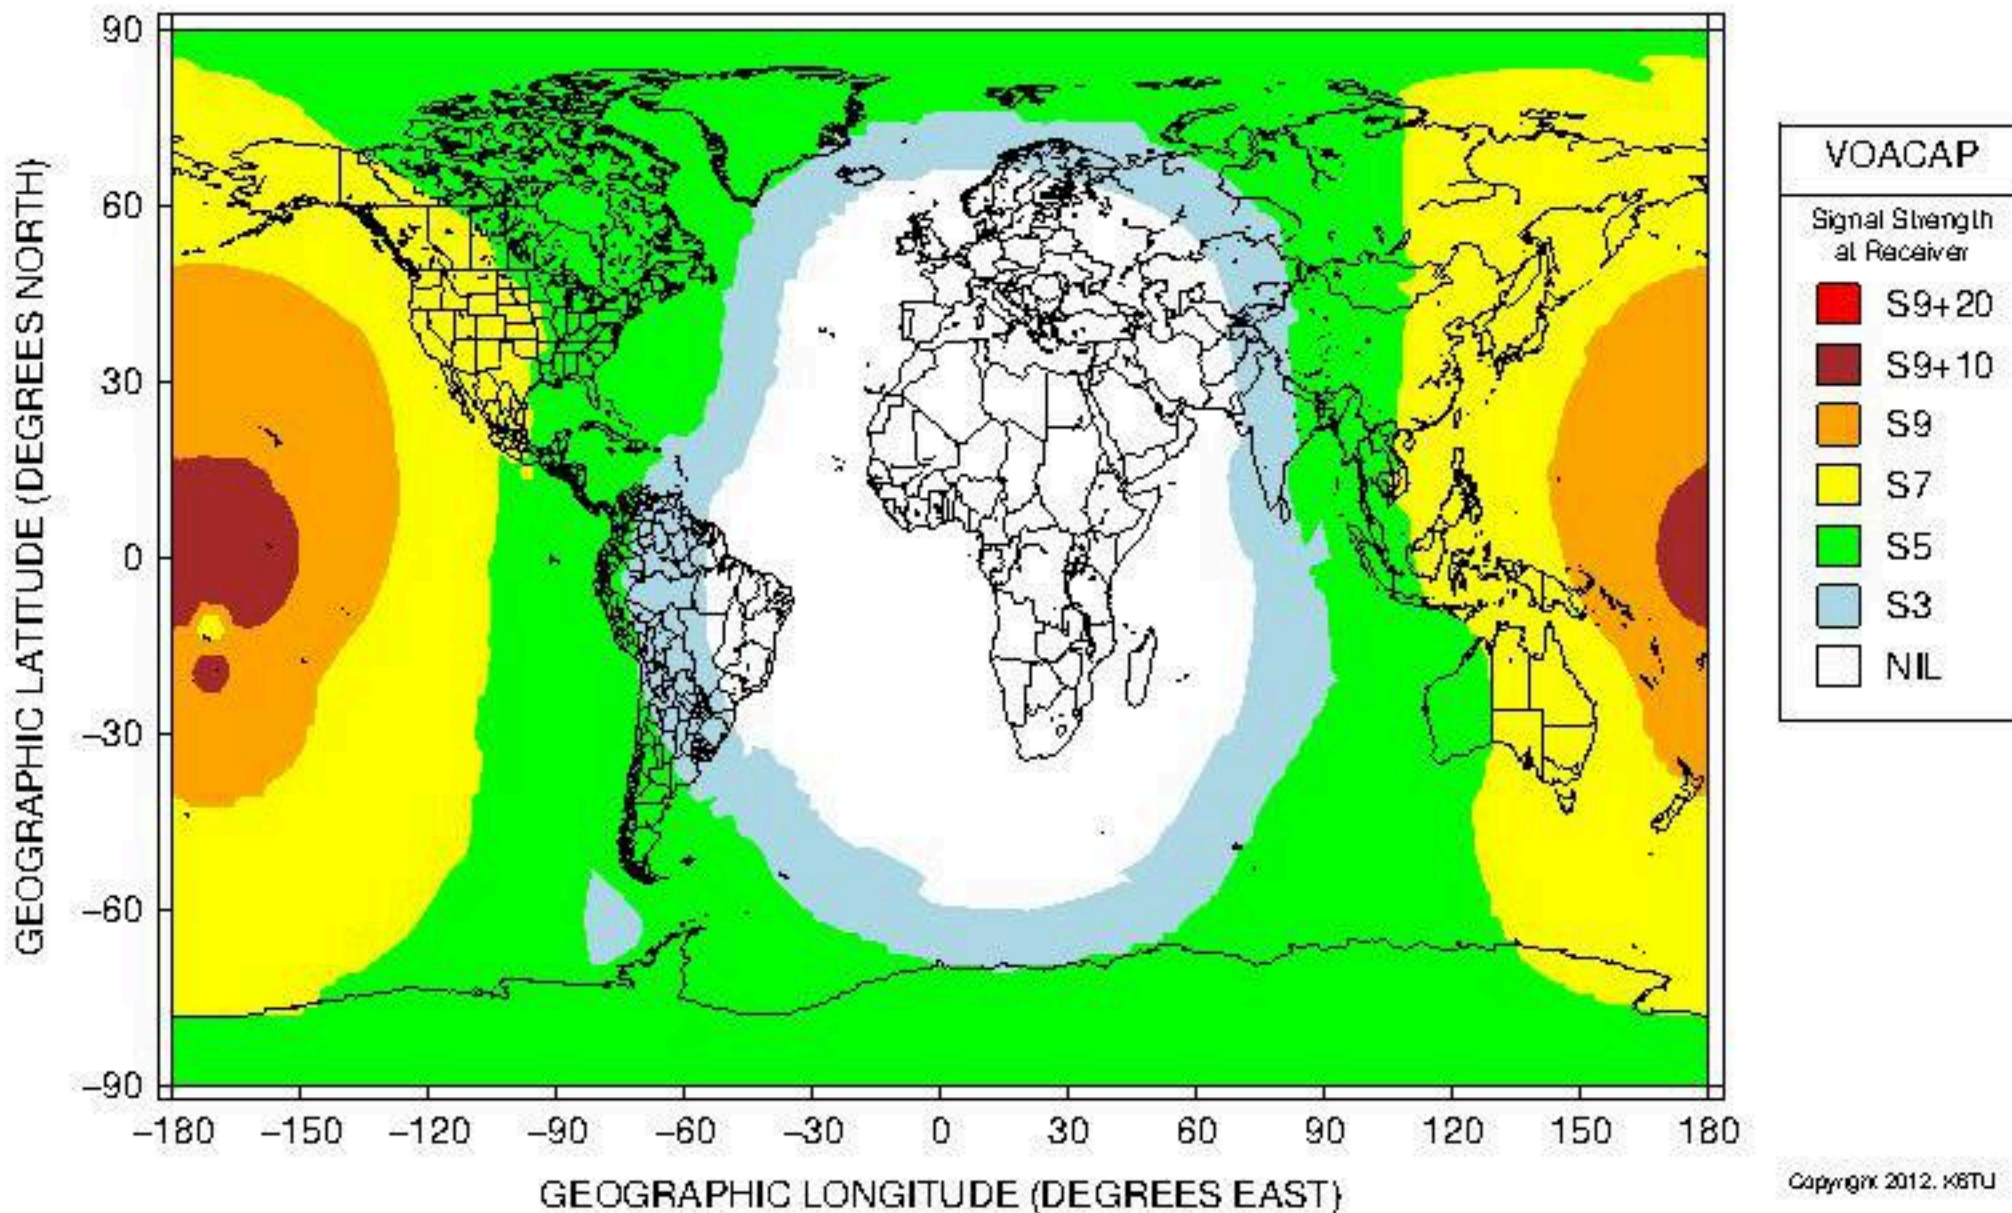 90
60
30
0
−30
−60
−90
GEOGRAPHIC LATITUDE (DEGREES NORTH)
−180 −150 −120 −90 −60 −30 0 30 60 90 120 150 180
GEOGRAPHIC LONGITUDE (DEGREES EAST)
VOACAP
Signal Strength
at Receiver
S9+20
S9+10
S9
S7
S5
S3
NIL
Copyright 2012, K6TU